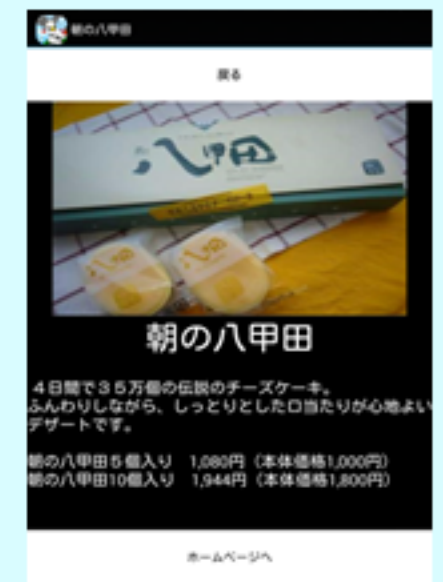 朝の八甲田
戻る
八甲田
朝の八甲田
４日間で３５万個の伝説のチーズケーキ。
ふんわりしながら、しっとりとした口当たりが心地よい
デザートです。
朝の八甲田５個入り　1,080円（本体価格1,000円）
朝の八甲田10個入り　1,944円（本体価格1,800円）
ホームページへ